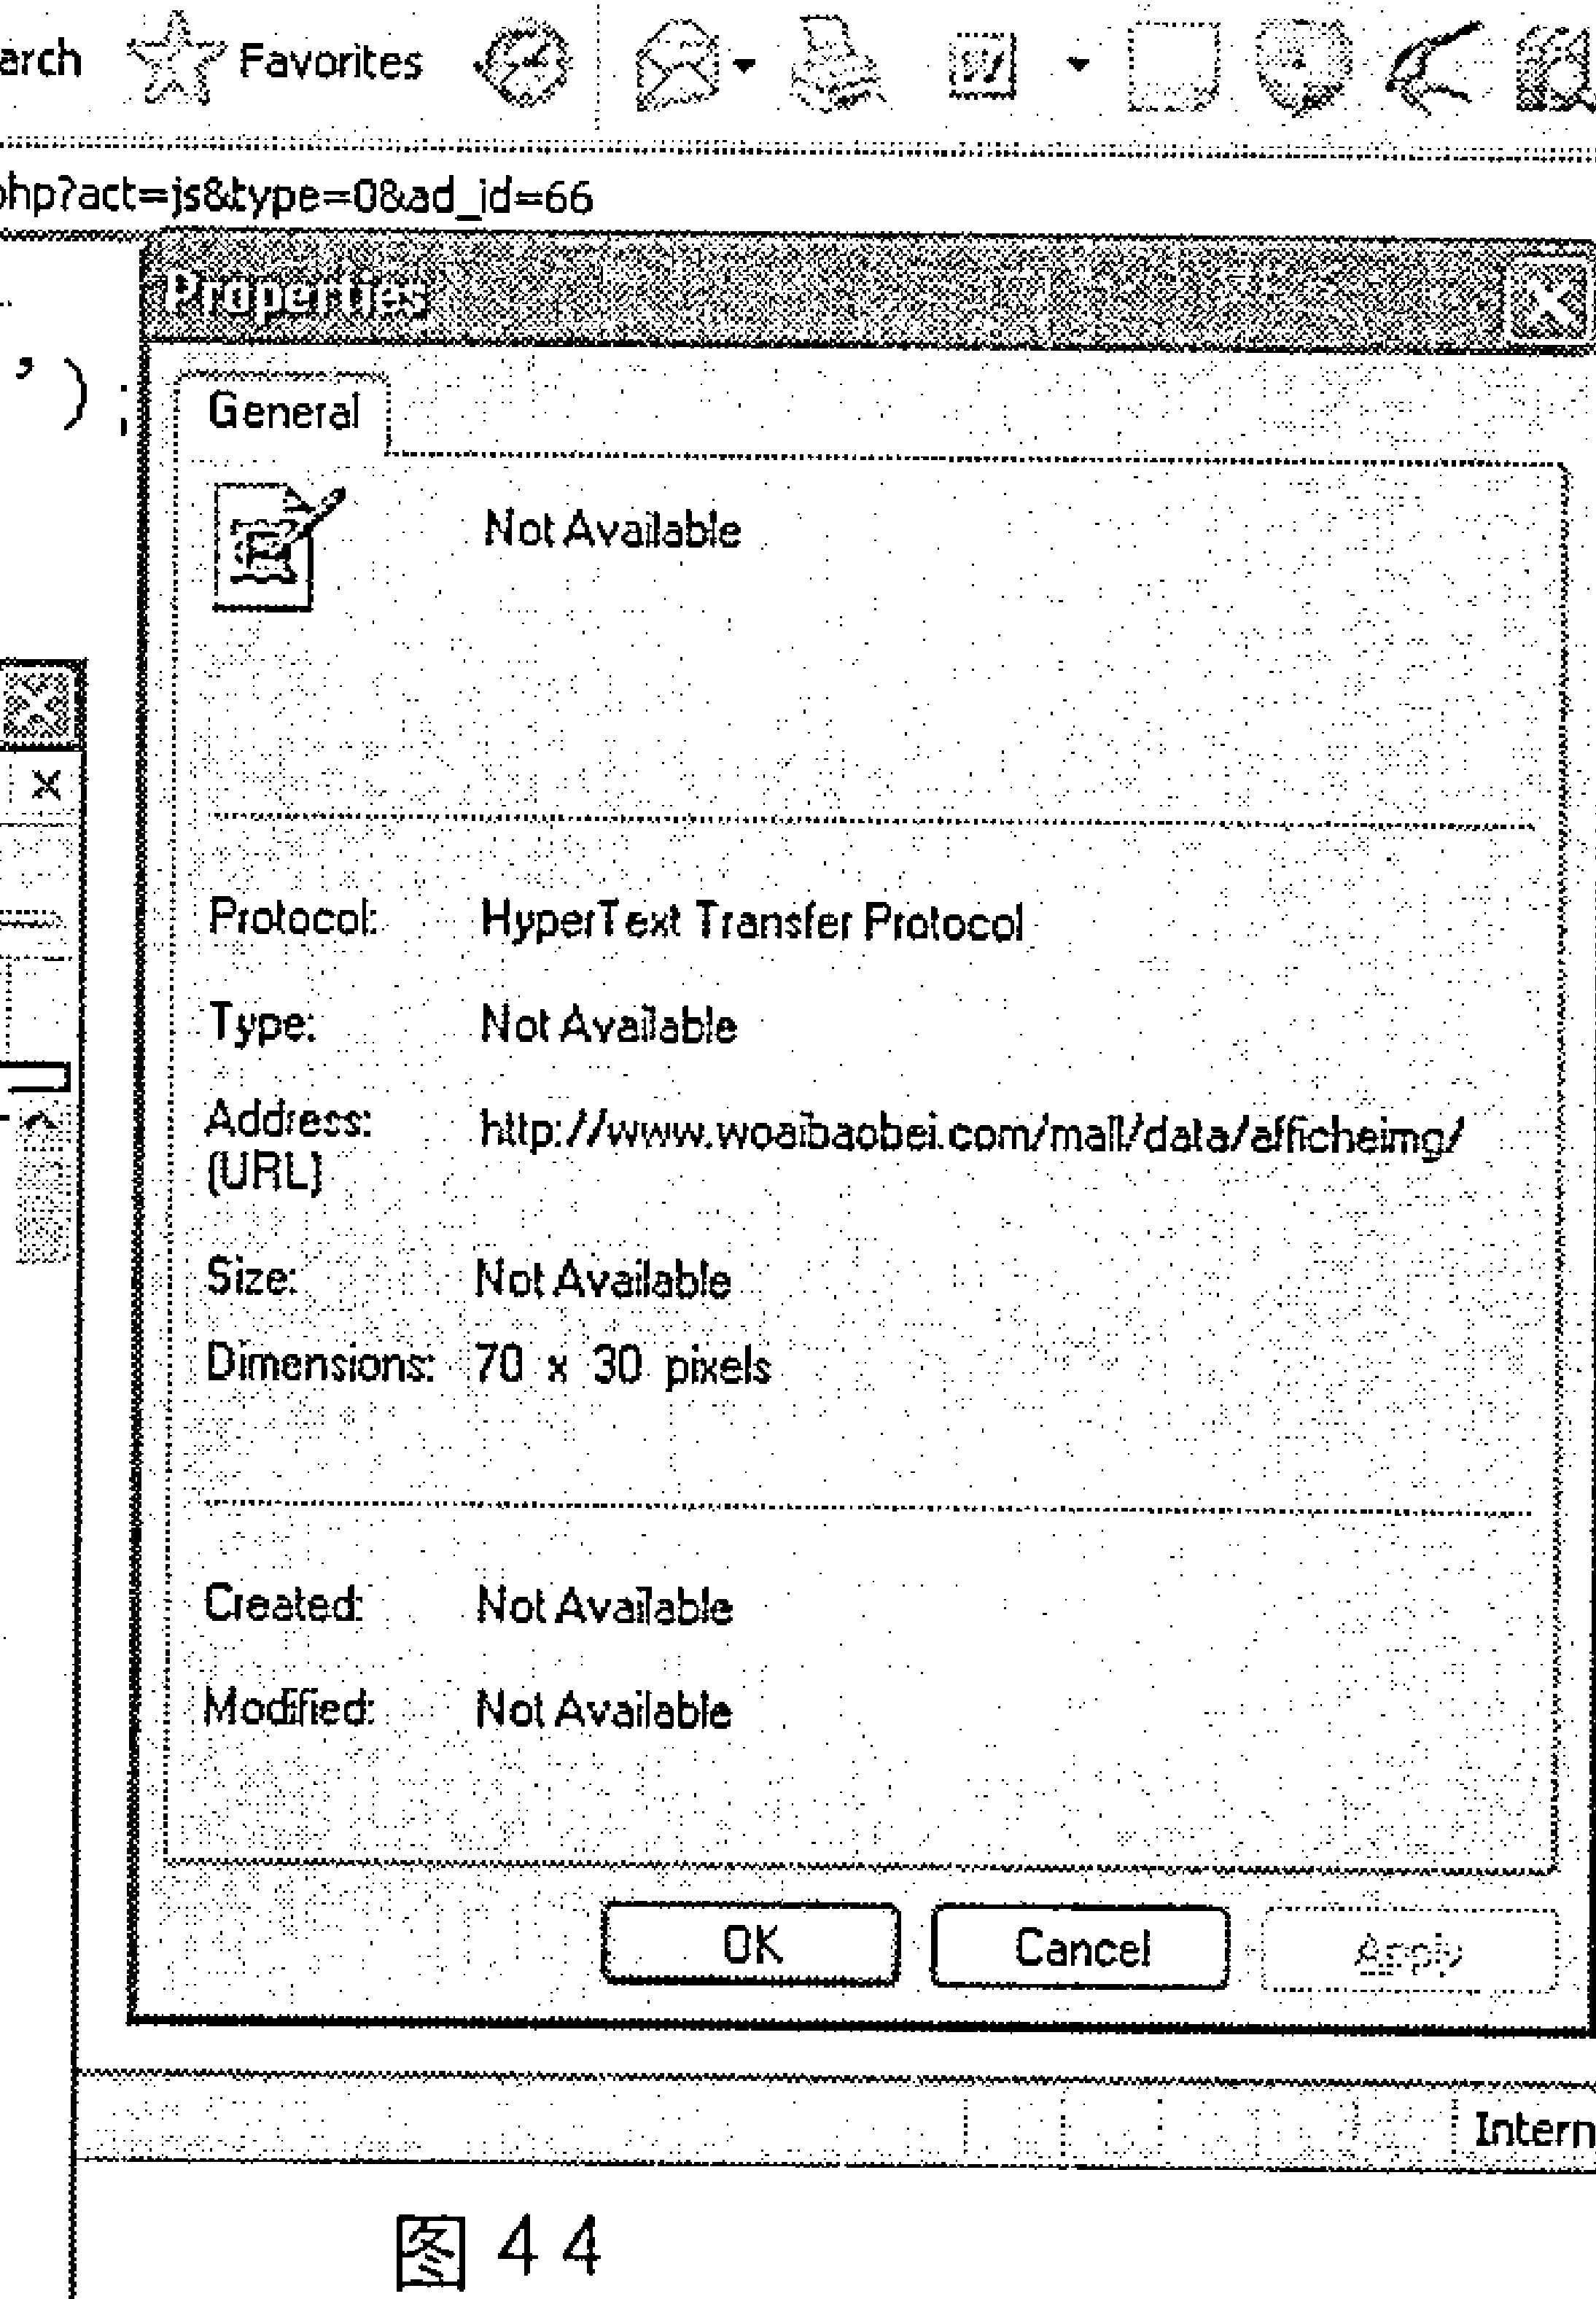 arch Favorites
php?act=js&type=0&ad_id=66
Properties
');
General
Not Available
Protocol: HyperText Transfer Protocol
Type: Not Available
Address: http://www.woaibaobei.com/mall/data/afficheimg/
(URL)
Size: Not Available
Dimensions: 70 x 30 pixels
Created: Not Available
Modified: Not Available
OK Cancel Apply
Intern
图 4 4